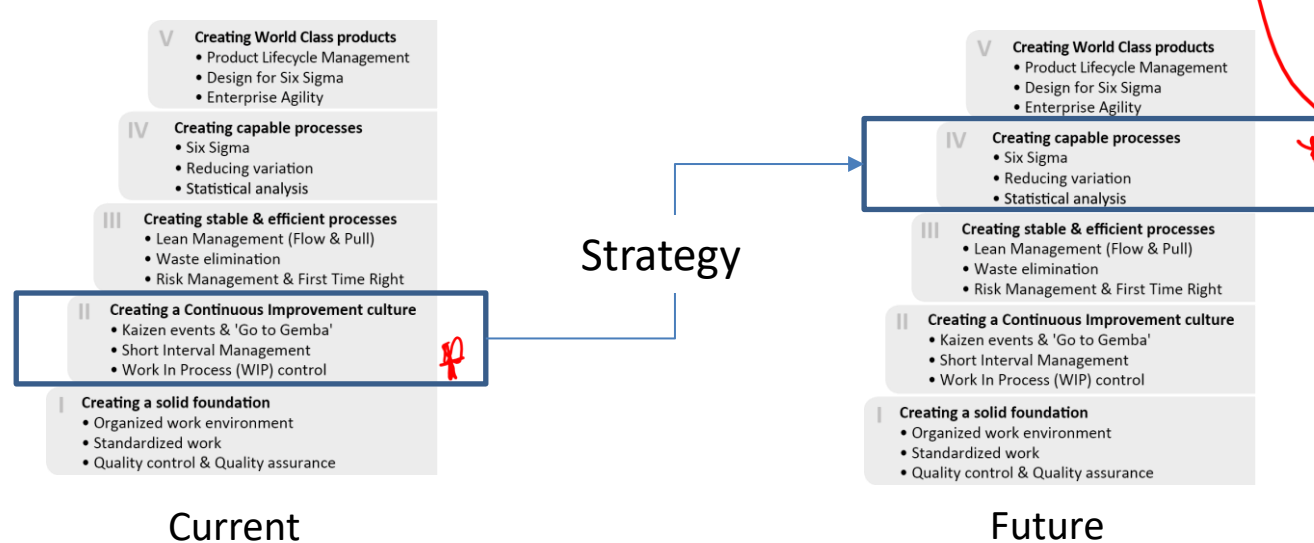 V Creating World Class products
• Product Lifecycle Management
• Design for Six Sigma
• Enterprise Agility
IV Creating capable processes
• Six Sigma
• Reducing variation
• Statistical analysis
III Creating stable & efficient processes
• Lean Management (Flow & Pull)
• Waste elimination
• Risk Management & First Time Right
II Creating a Continuous Improvement culture
• Kaizen events & 'Go to Gemba'
• Short Interval Management
• Work In Process (WIP) control
I Creating a solid foundation
• Organized work environment
• Standardized work
• Quality control & Quality assurance
Current
Strategy
V Creating World Class products
• Product Lifecycle Management
• Design for Six Sigma
• Enterprise Agility
IV Creating capable processes
• Six Sigma
• Reducing variation
• Statistical analysis
III Creating stable & efficient processes
• Lean Management (Flow & Pull)
• Waste elimination
• Risk Management & First Time Right
II Creating a Continuous Improvement culture
• Kaizen events & 'Go to Gemba'
• Short Interval Management
• Work In Process (WIP) control
I Creating a solid foundation
• Organized work environment
• Standardized work
• Quality control & Quality assurance
Future